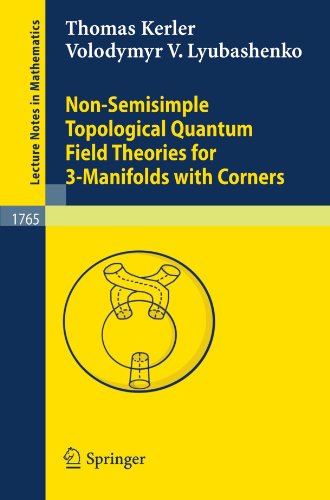 Thomas Kerler
Volodymyr V. Lyubashenko
Lecture Notes in Mathematics
1765
Non-Semisimple
Topological Quantum
Field Theories for
3-Manifolds with Corners
Springer